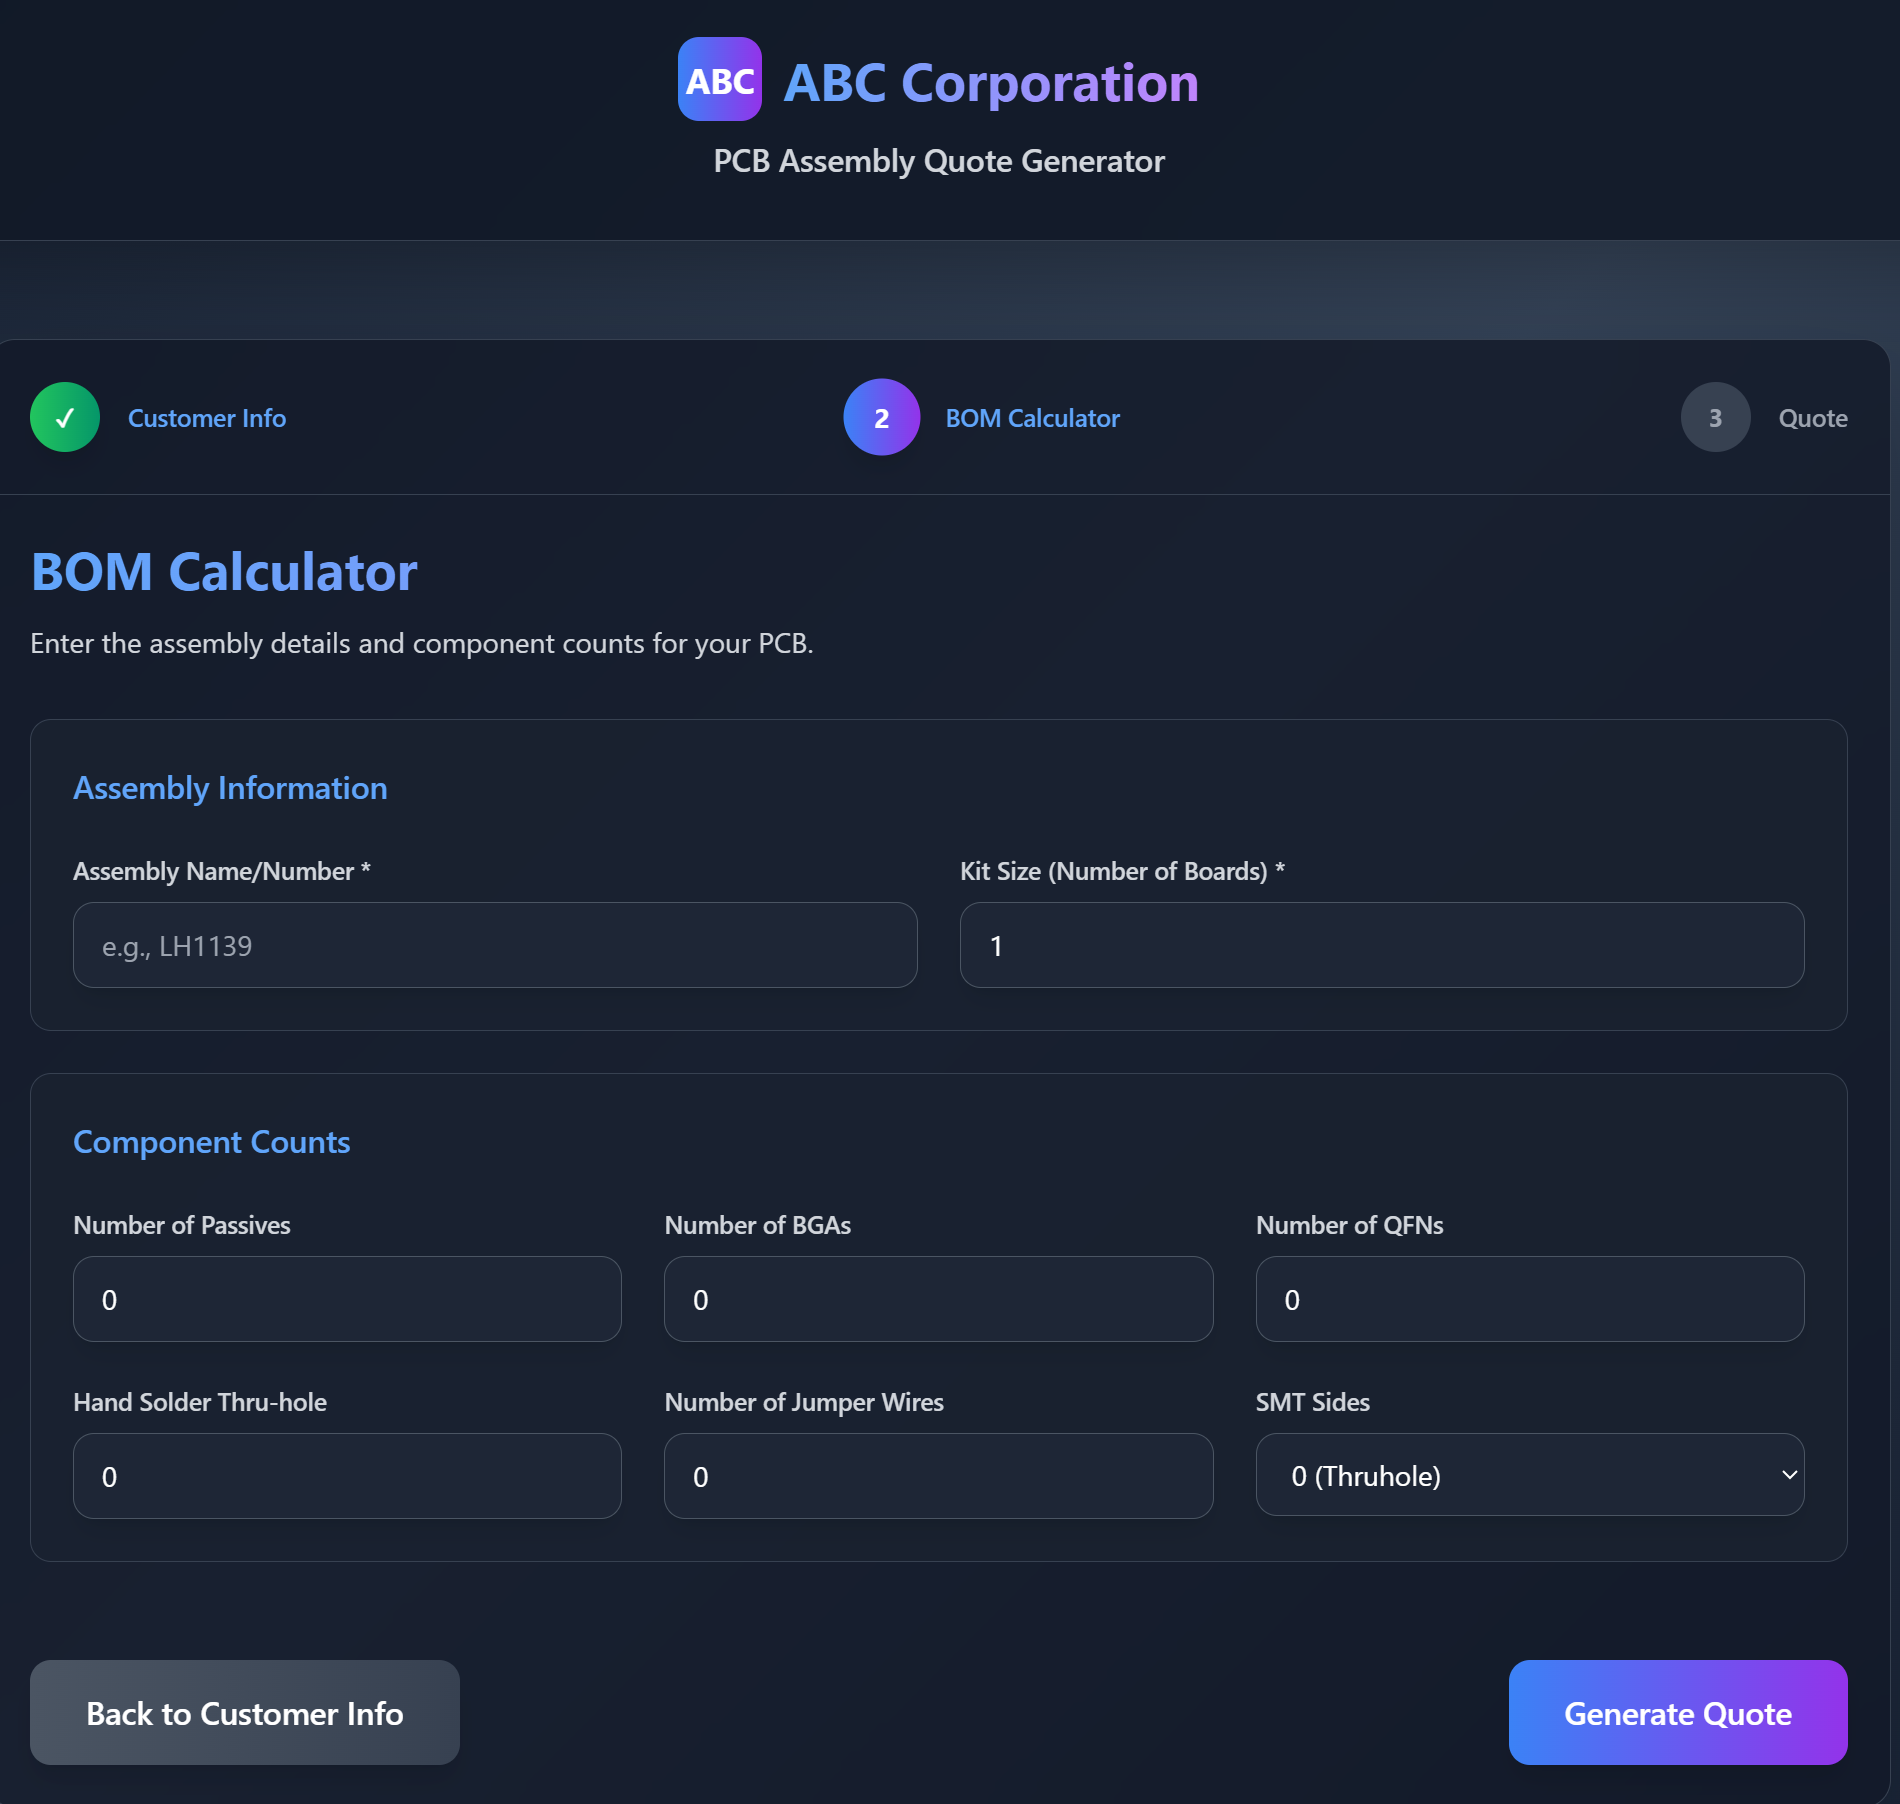 ABC ABC Corporation
PCB Assembly Quote Generator
✓ Customer Info 2 BOM Calculator 3 Quote
BOM Calculator
Enter the assembly details and component counts for your PCB.
Assembly Information
Assembly Name/Number * Kit Size (Number of Boards) *
e.g., LH1139 1
Component Counts
Number of Passives Number of BGAs Number of QFNs
0 0 0
Hand Solder Thru-hole Number of Jumper Wires SMT Sides
0 0 0 (Thruhole)
Back to Customer Info Generate Quote